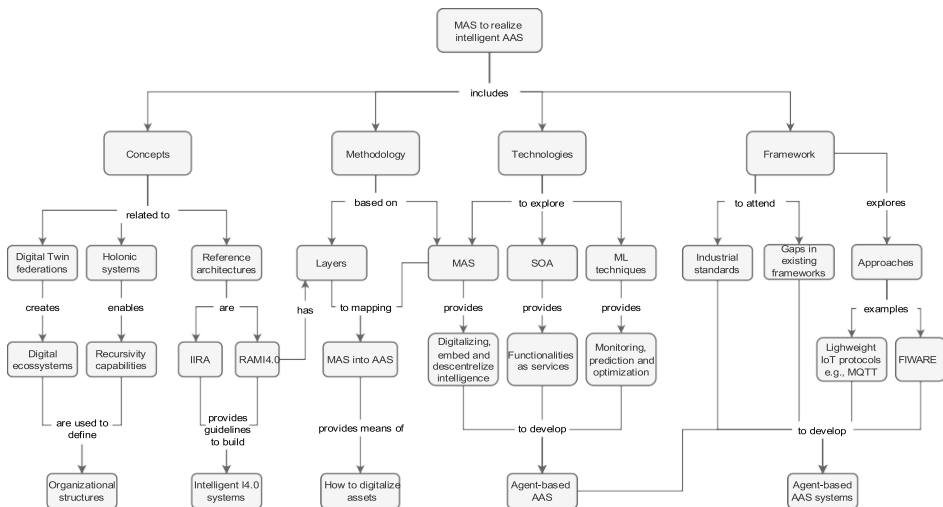 MAS to realize
intelligent AAS
includes
Concepts
Methodology
Technologies
Framework
related to
based on
to explore
to attend
explores
Digital Twin
federations
Holonic
systems
Reference
architectures
Layers
MAS
SOA
ML
techniques
Industrial
standards
Gaps in
existing
frameworks
Approaches
creates
enables
are
has
to mapping
provides
provides
provides
examples
Digital
ecossystems
Recursivity
capabilities
IIRA
RAMI4.0
MAS into AAS
Digitalizing,
embed and
descentrelize
intelligence
Functionalities
as services
Monitoring,
prediction and
optimization
Lighweight
IoT protocols
e.g., MQTT
FIWARE
are used to
define
provides
guidelines
to build
provides means of
to develop
to develop
Organizational
structures
Intelligent I4.0
systems
How to digitalize
assets
Agent-based
AAS
Agent-based
AAS systems